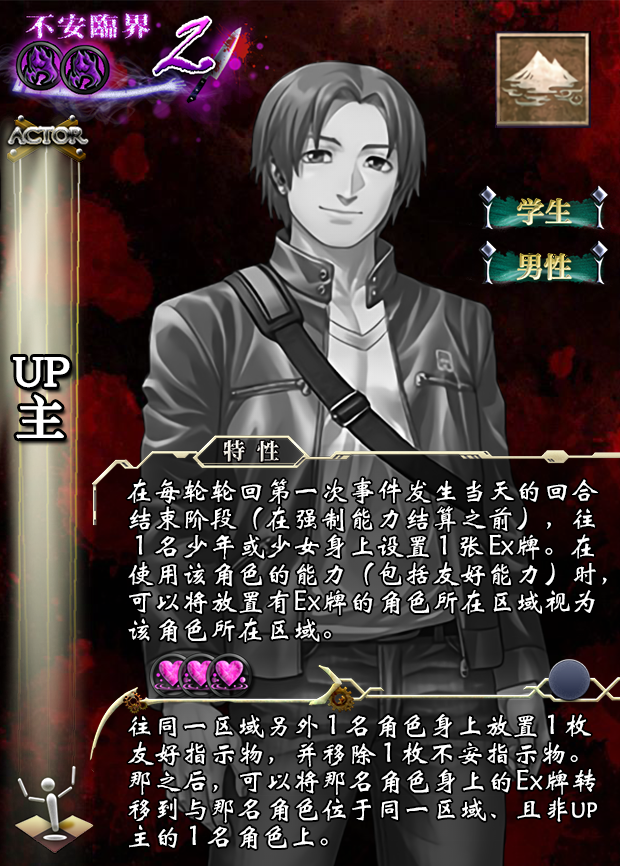 不安臨界
2
ACTOR
学生
男性
UP
主
特性
在每轮轮回第一次事件发生当天的回合
结束阶段（在强制能力结算之前），往
1名少年或少女身上设置1张Ex牌。在
使用该角色的能力（包括友好能力）时，
可以将放置有Ex牌的角色所在区域视为
该角色所在区域。
往同一区域另外1名角色身上放置1枚
友好指示物，并移除1枚不安指示物。
那之后，可以将那名角色身上的Ex牌转
移到与那名角色位于同一区域、且非UP
主的1名角色上。